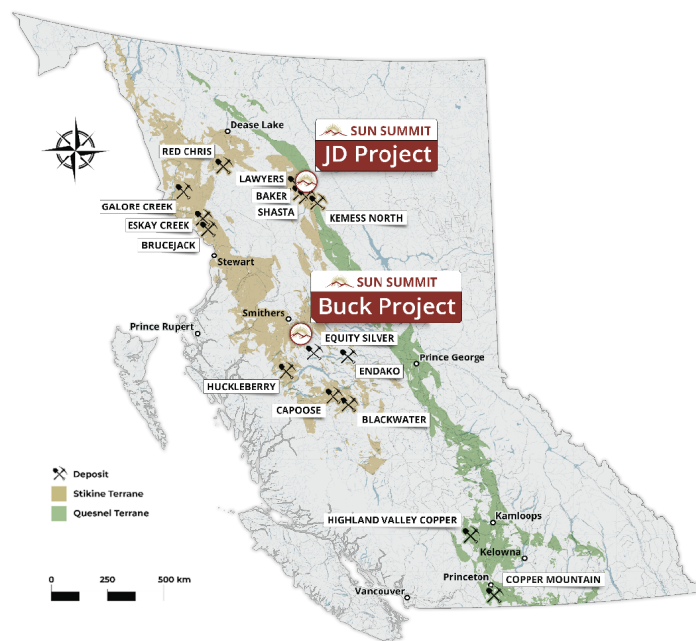 Dease Lake
SUN SUMMIT
JD Project
RED CHRIS
LAWYERS
BAKER
SHASTA
KEMESS NORTH
GALORE CREEK
ESKAY CREEK
BRUCEJACK
Stewart
SUN SUMMIT
Buck Project
Smithers
Prince Rupert
EQUITY SILVER
Prince George
ENDAKO
HUCKLEBERRY
CAPOOSE
BLACKWATER
Deposit
Stikine Terrane
Quesnel Terrane
HIGHLAND VALLEY COPPER
Kamloops
Kelowna
Princeton
COPPER MOUNTAIN
Vancouver
0 250 500 km